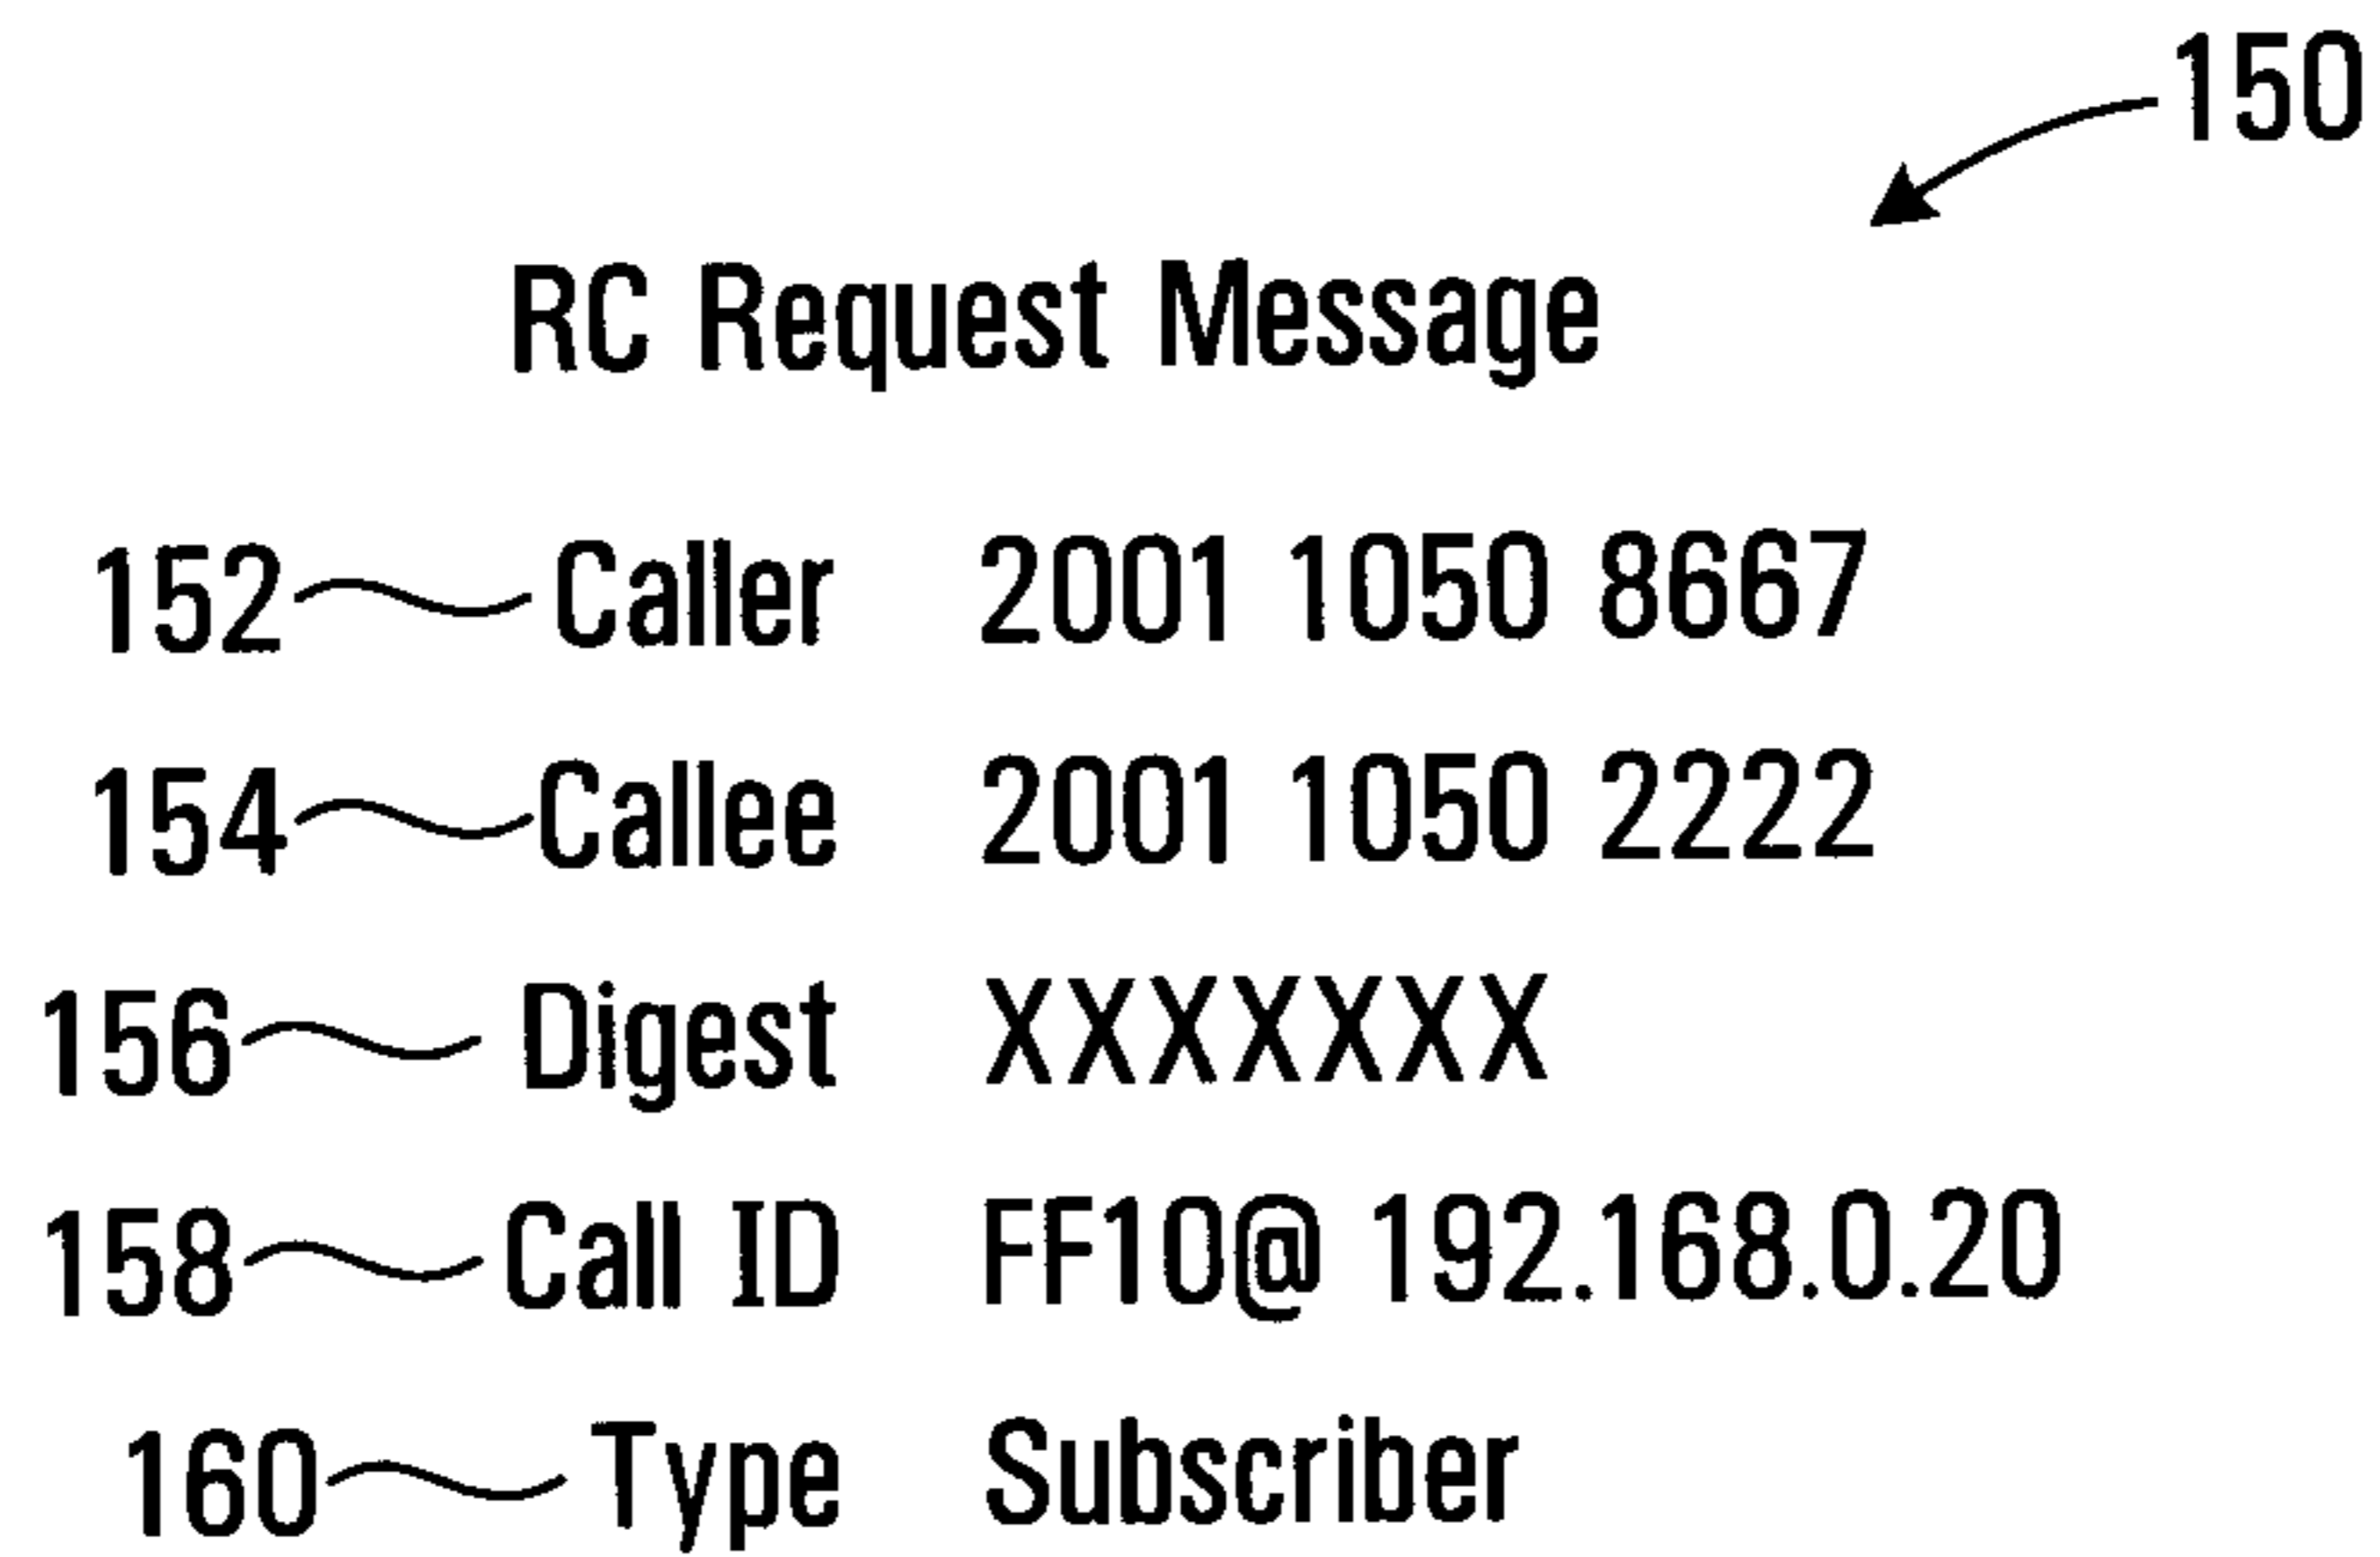 150
RC Request Message
152 Caller 2001 1050 8667
154 Callee 2001 1050 2222
156 Digest XXXXXXX
158 Call ID FF10@ 192.168.0.20
160 Type Subscriber